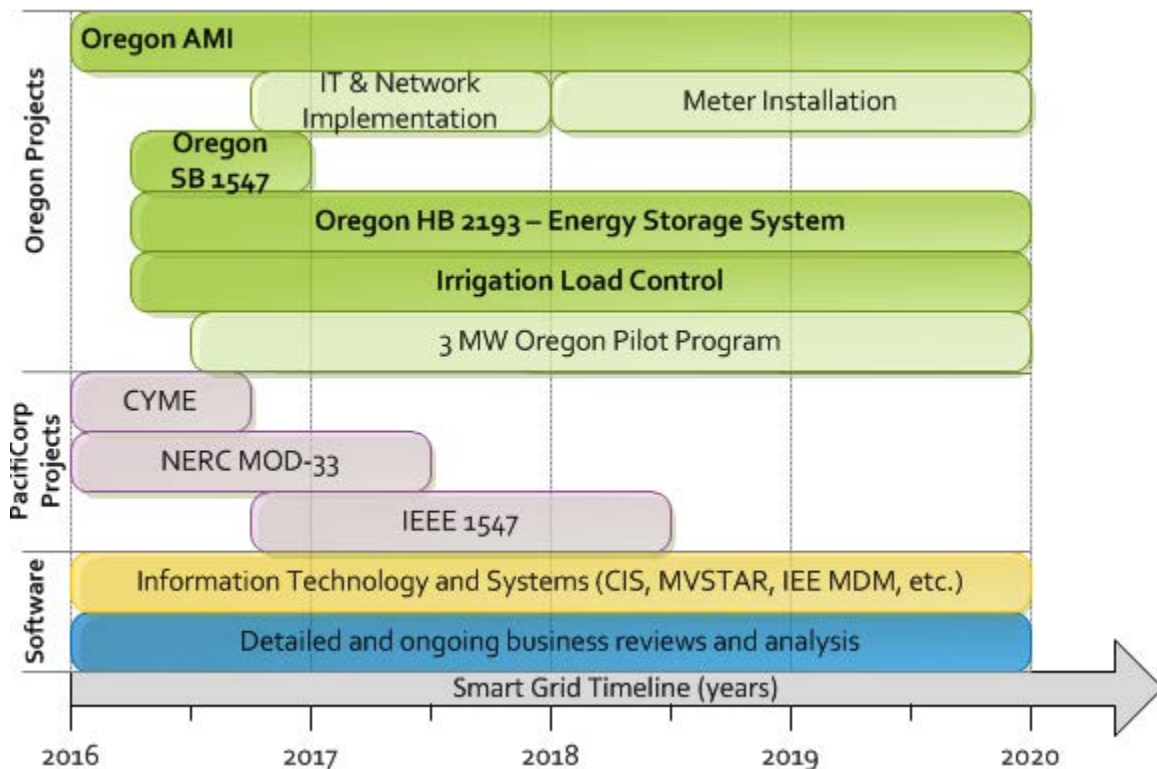 Oregon Projects
Oregon AMI
IT & Network
Implementation
Meter Installation
Oregon
SB 1547
Oregon HB 2193 – Energy Storage System
Irrigation Load Control
3 MW Oregon Pilot Program
PacifiCorp
Projects
CYME
NERC MOD-33
IEEE 1547
Software
Information Technology and Systems (CIS, MVSTAR, IEE MDM, etc.)
Detailed and ongoing business reviews and analysis
Smart Grid Timeline (years)
2016 2017 2018 2019 2020